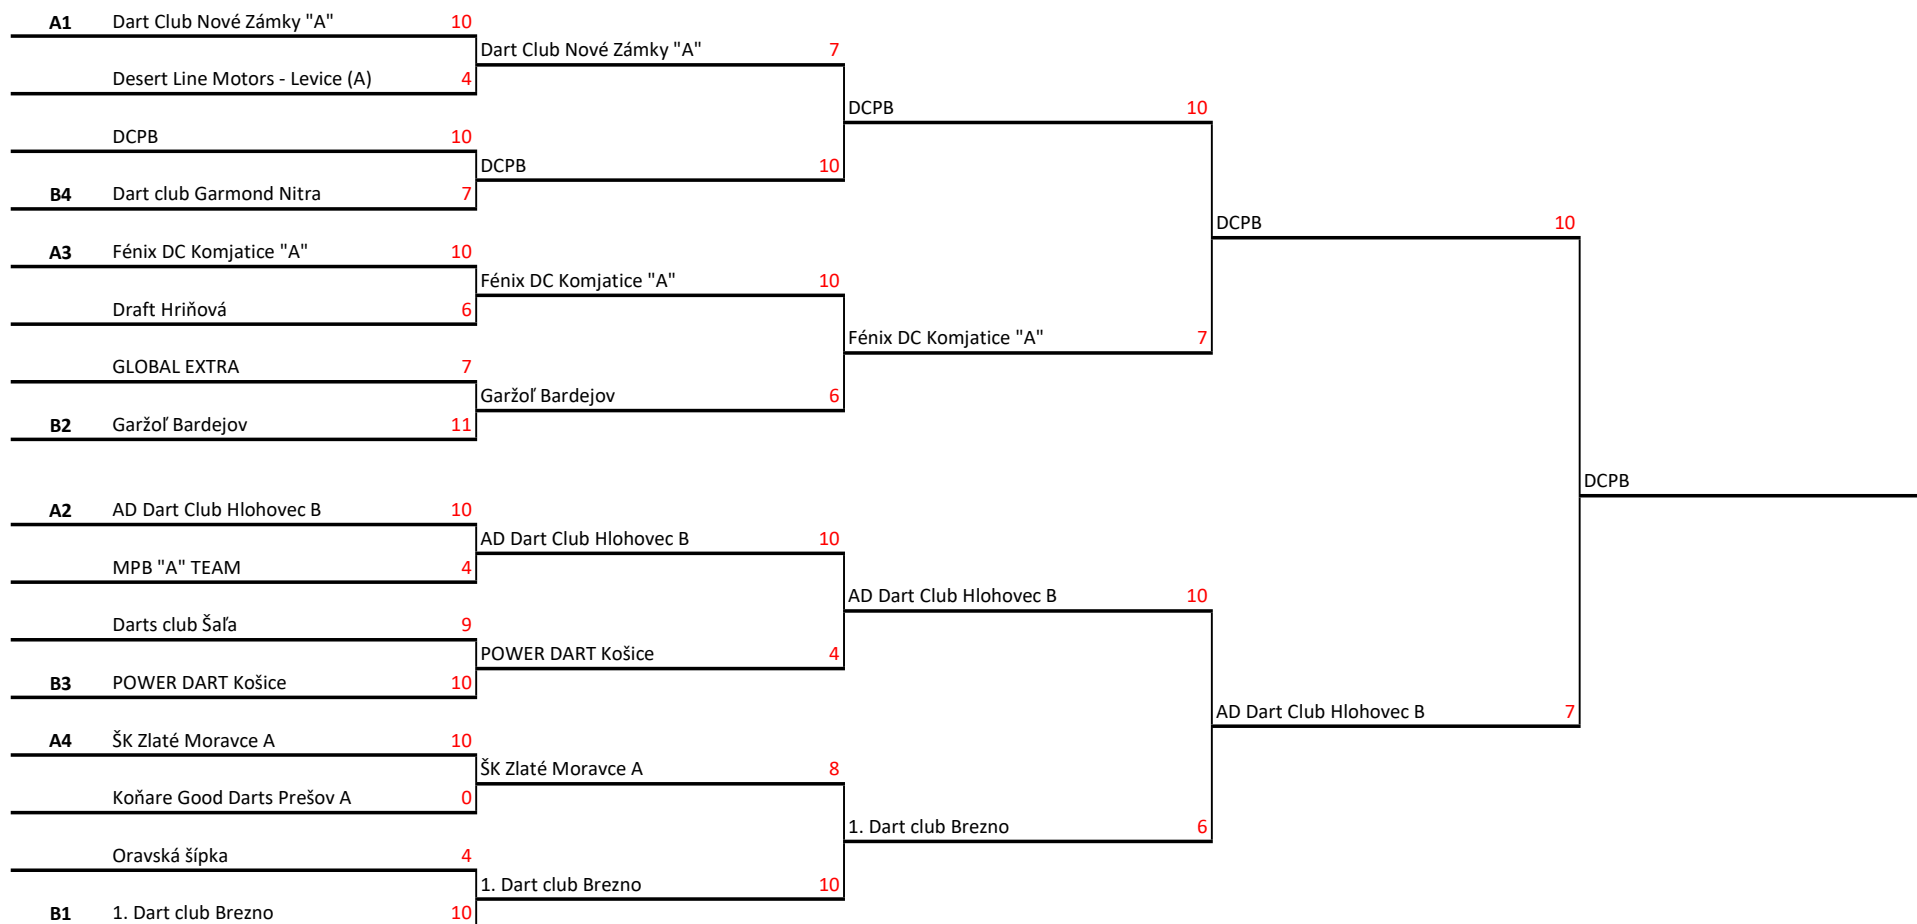 A1 Dart Club Nové Zámky "A" 10
Dart Club Nové Zámky "A" 7
Desert Line Motors - Levice (A) 4
DCPB 10
DCPB 10
DCPB 10
B4 Dart club Garmond Nitra 7
DCPB 10
A3 Fénix DC Komjatice "A" 10
Fénix DC Komjatice "A" 10
Draft Hriňová 6
Fénix DC Komjatice "A" 7
GLOBAL EXTRA 7
Garžoľ Bardejov 6
B2 Garžoľ Bardejov 11
DCPB
A2 AD Dart Club Hlohovec B 10
AD Dart Club Hlohovec B 10
MPB "A" TEAM 4
AD Dart Club Hlohovec B 10
Darts club Šaľa 9
POWER DART Košice 4
B3 POWER DART Košice 10
AD Dart Club Hlohovec B 7
A4 ŠK Zlaté Moravce A 10
ŠK Zlaté Moravce A 8
Koňare Good Darts Prešov A 0
1. Dart club Brezno 6
Oravská šípka 4
1. Dart club Brezno 10
B1 1. Dart club Brezno 10